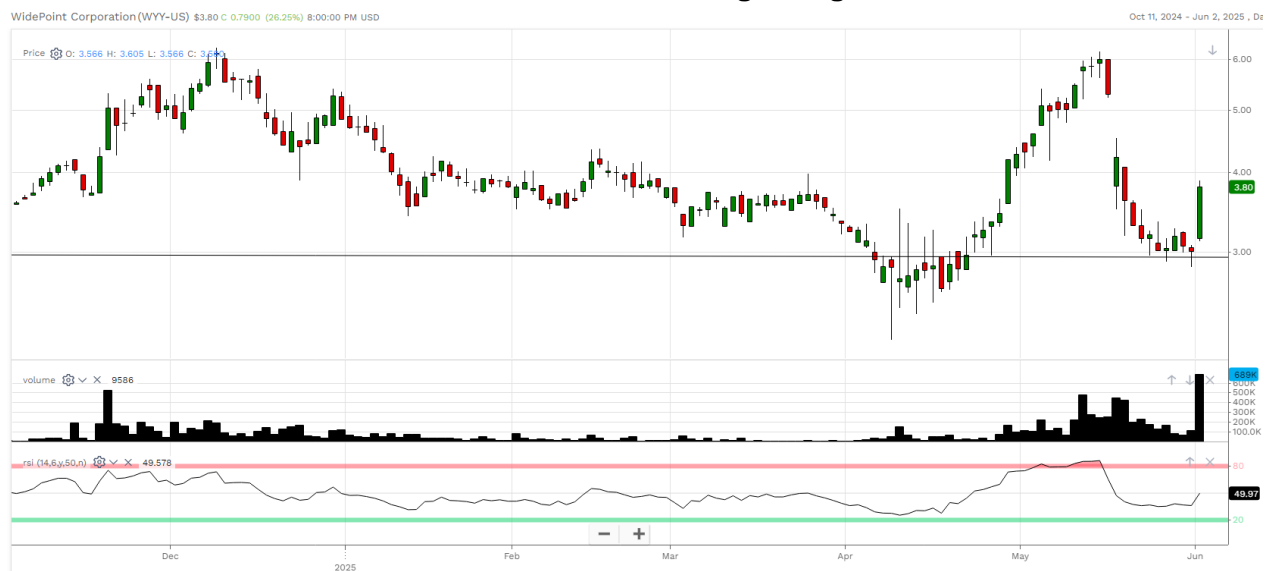 WidePoint Corporation (WYY-US) $3.80 C 0.7900 (26.25%) 8:00:00 PM USD
Oct 11, 2024 - Jun 2, 2025 , Da
Price O: 3.566 H: 3.605 L: 3.566 C:
6.00
5.00
4.00
3.80
3.00
volume 9586
689K
600K
500K
400K
300K
200K
100.0K
rsi (14,6,y,50,n) 49.578
80
49.97
20
Dec
2025
Feb
Mar
Apr
May
Jun